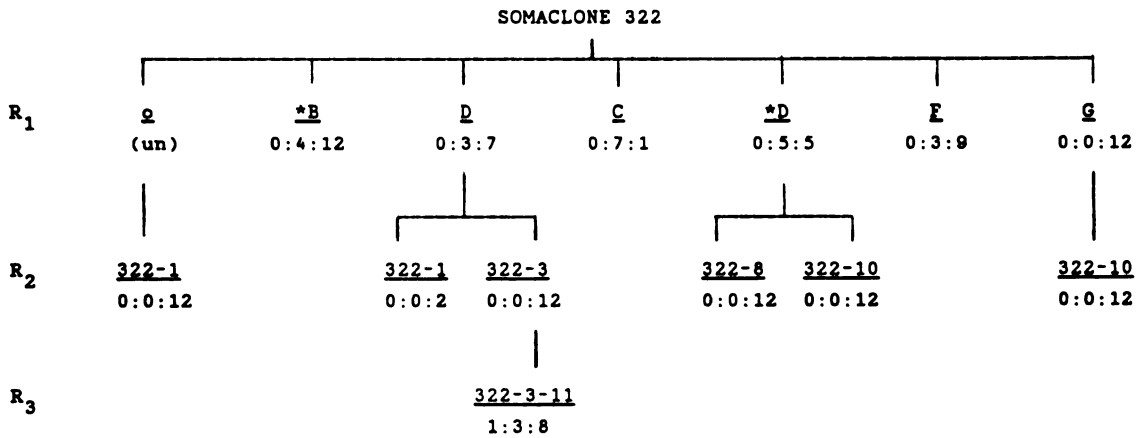 SOMACLONE 322
R1 o *B D C *D F G
(un) 0:4:12 0:3:7 0:7:1 0:5:5 0:3:9 0:0:12
R2 322-1 322-1 322-3 322-8 322-10 322-10
0:0:12 0:0:2 0:0:12 0:0:12 0:0:12 0:0:12
R3 322-3-11
1:3:8